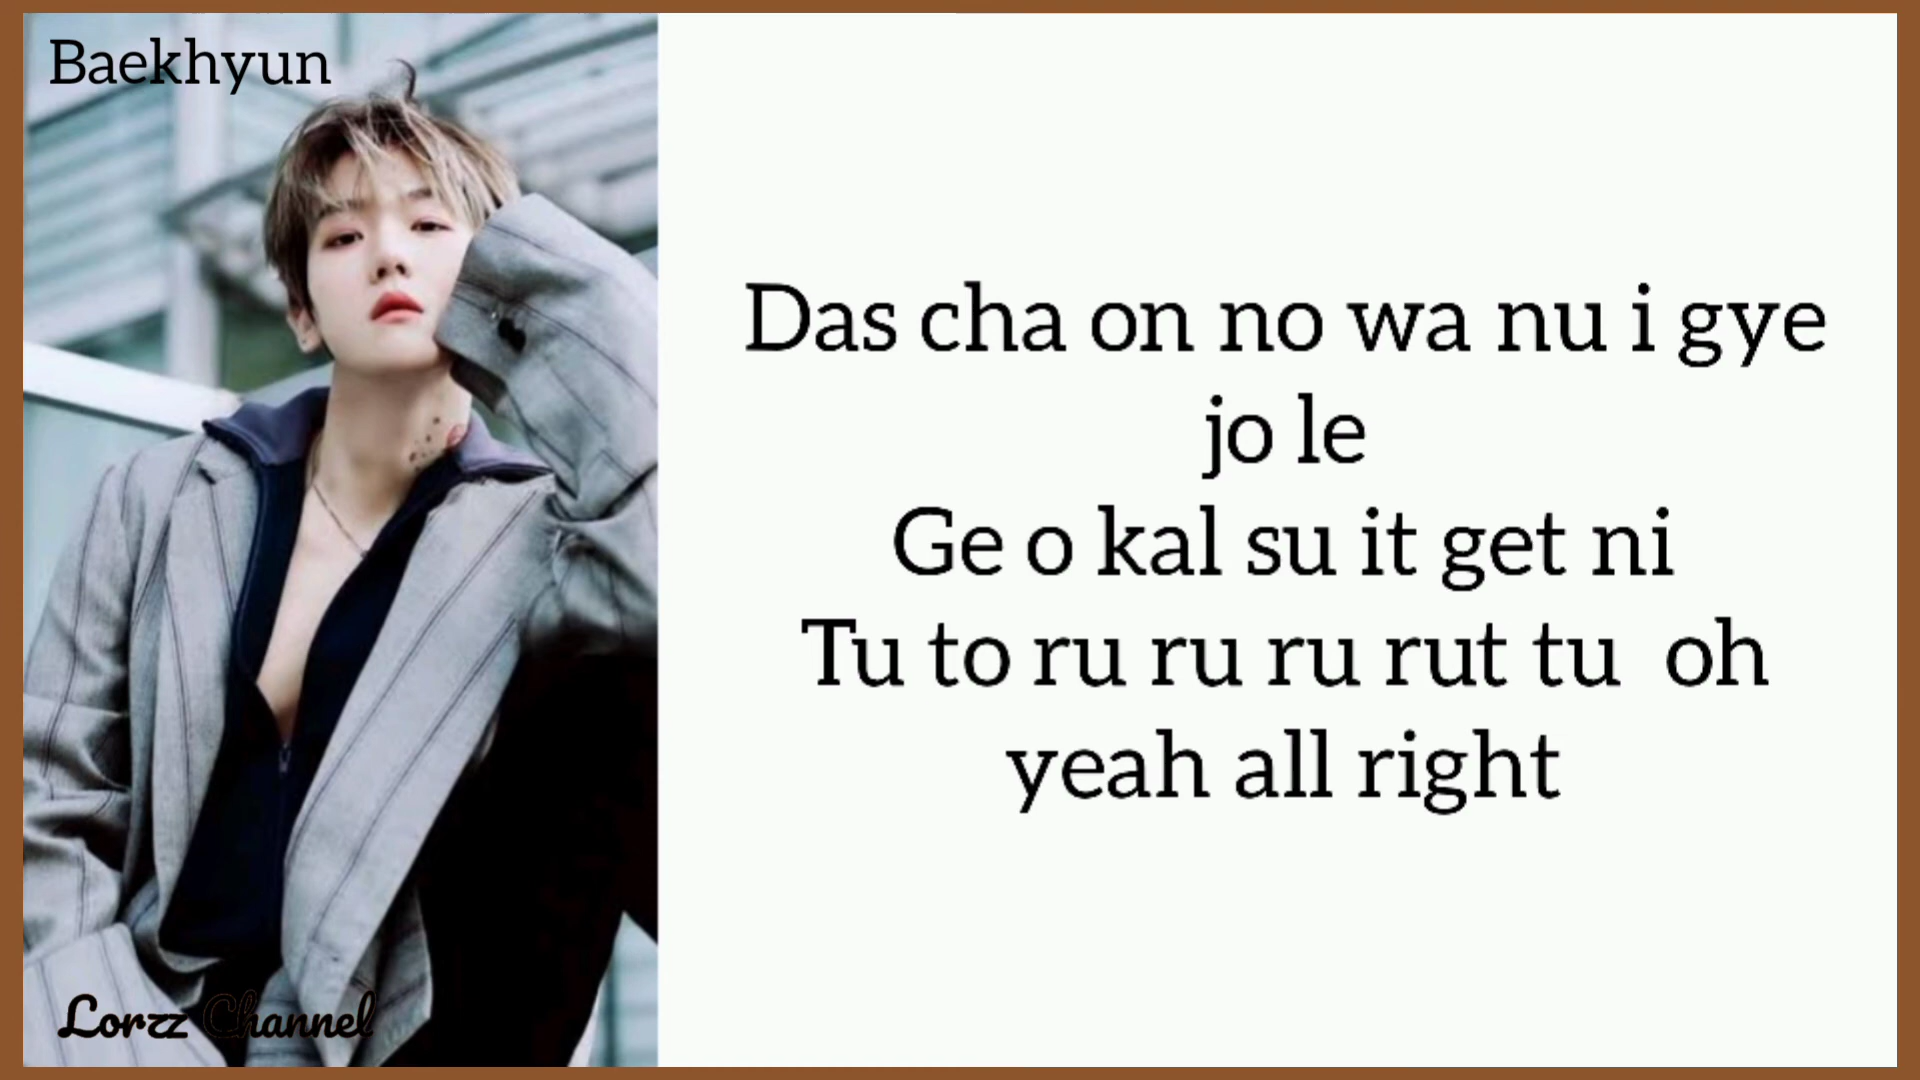 Baekhyun
Das cha on no wa nu i gye
jo le
Ge o kal su it get ni
Tu to ru ru ru rut tu  oh
yeah all right
Lorzz Channel